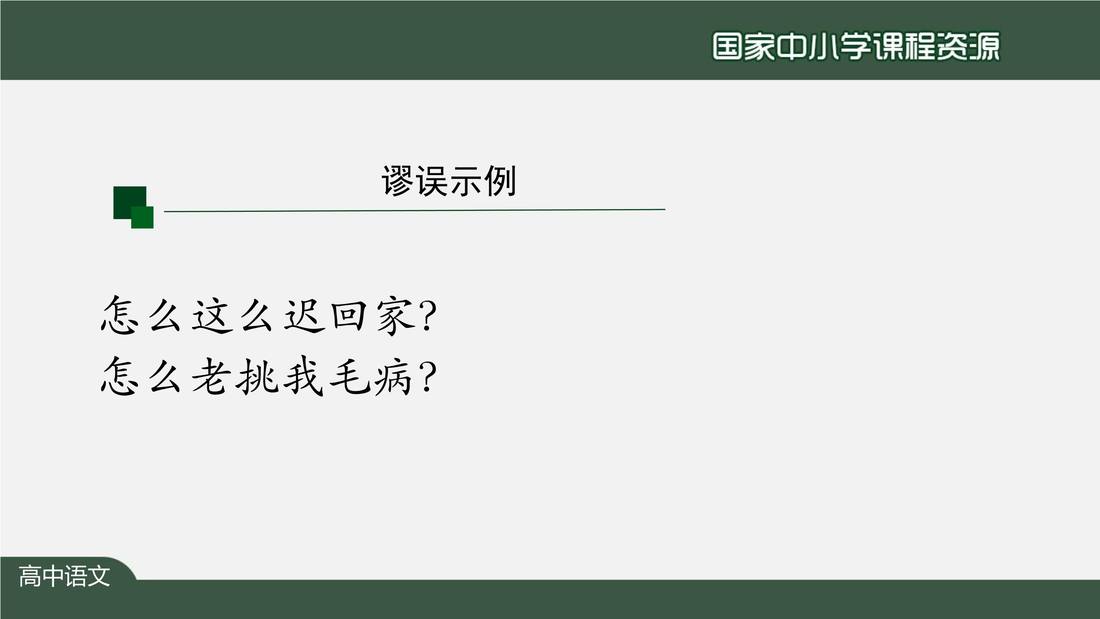 国家中小学课程资源
谬误示例
怎么这么迟回家？
怎么老挑我毛病？
高中语文